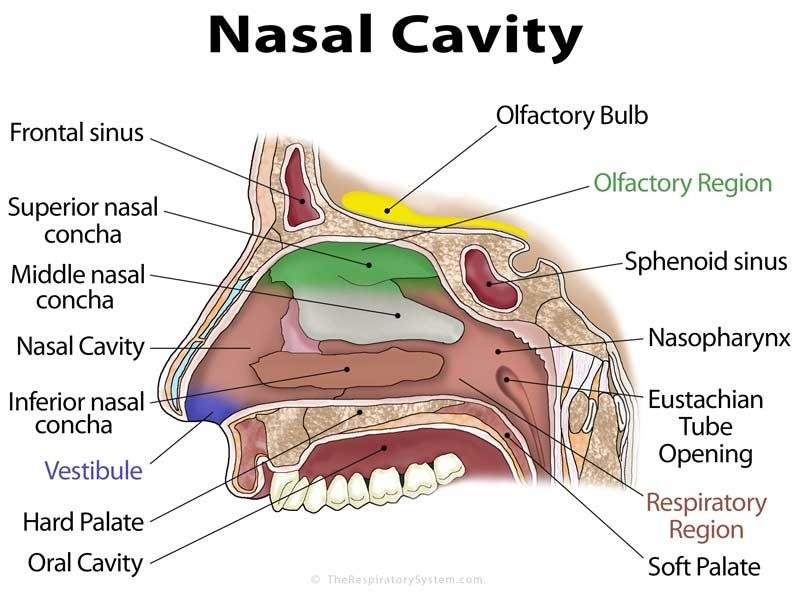 Nasal Cavity
Frontal sinus
Superior nasal
concha
Middle nasal
concha
Nasal Cavity
Inferior nasal
concha
Vestibule
Hard Palate
Oral Cavity
Olfactory Bulb
Olfactory Region
Sphenoid sinus
Nasopharynx
Eustachian
Tube
Opening
Respiratory
Region
Soft Palate
© TheRespiratorySystem.com